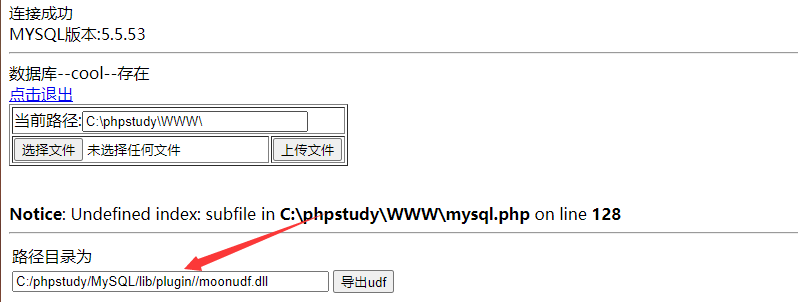 连接成功
MYSQL版本:5.5.53
数据库--cool--存在
点击退出
当前路径:C:\phpstudy\WWW\
选择文件 未选择任何文件 上传文件
Notice: Undefined index: subfile in C:\phpstudy\WWW\mysql.php on line 128
路径目录为
C:/phpstudy/MySQL/lib/plugin//moonudf.dll 导出udf